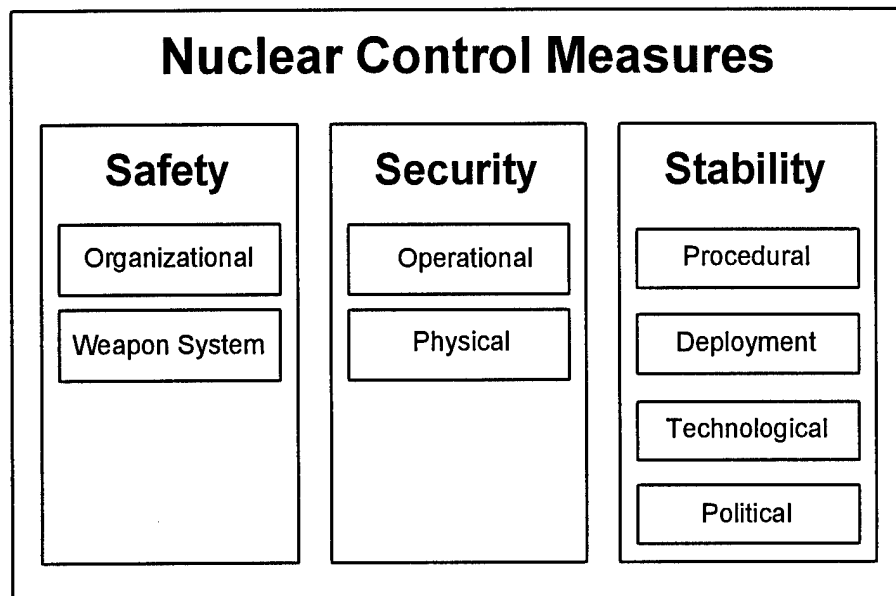 Nuclear Control Measures
Safety
Organizational
Weapon System
Security
Operational
Physical
Stability
Procedural
Deployment
Technological
Political